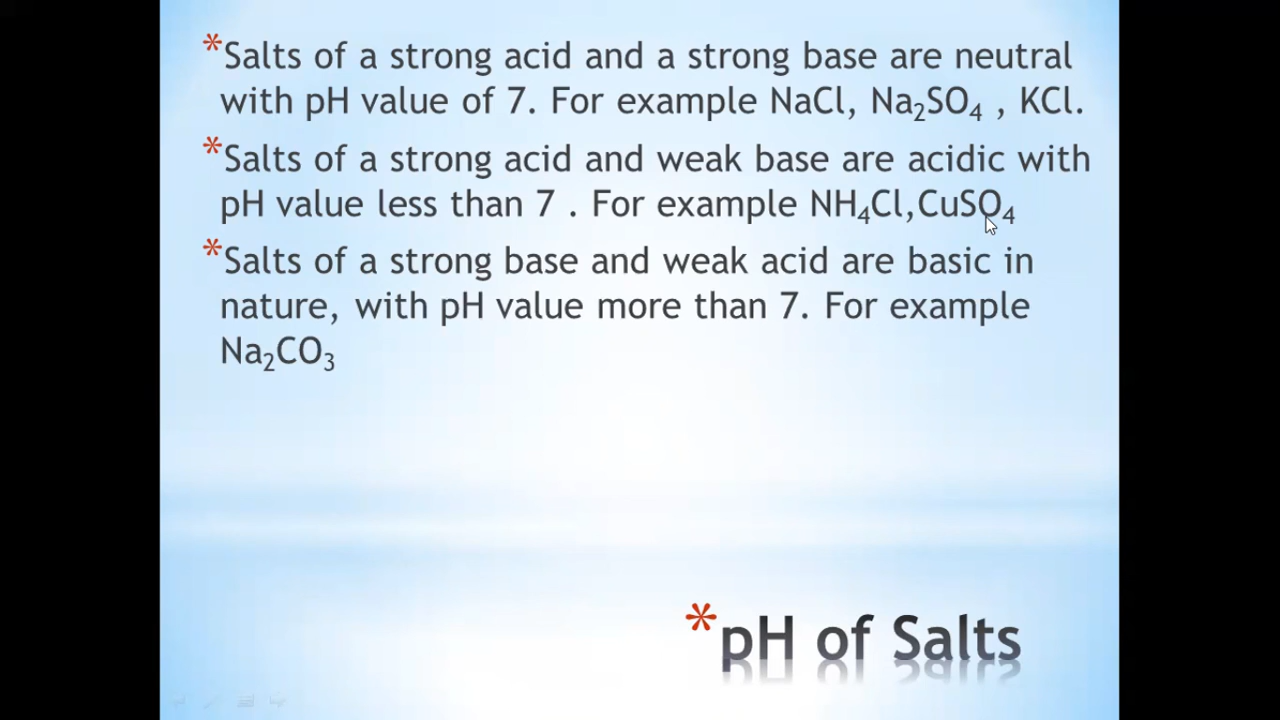 *Salts of a strong acid and a strong base are neutral
with pH value of 7. For example NaCl, Na₂SO₄ , KCl.
*Salts of a strong acid and weak base are acidic with
pH value less than 7 . For example NH₄Cl,CuSO₄
*Salts of a strong base and weak acid are basic in
nature, with pH value more than 7. For example
Na₂CO₃
*pH of Salts